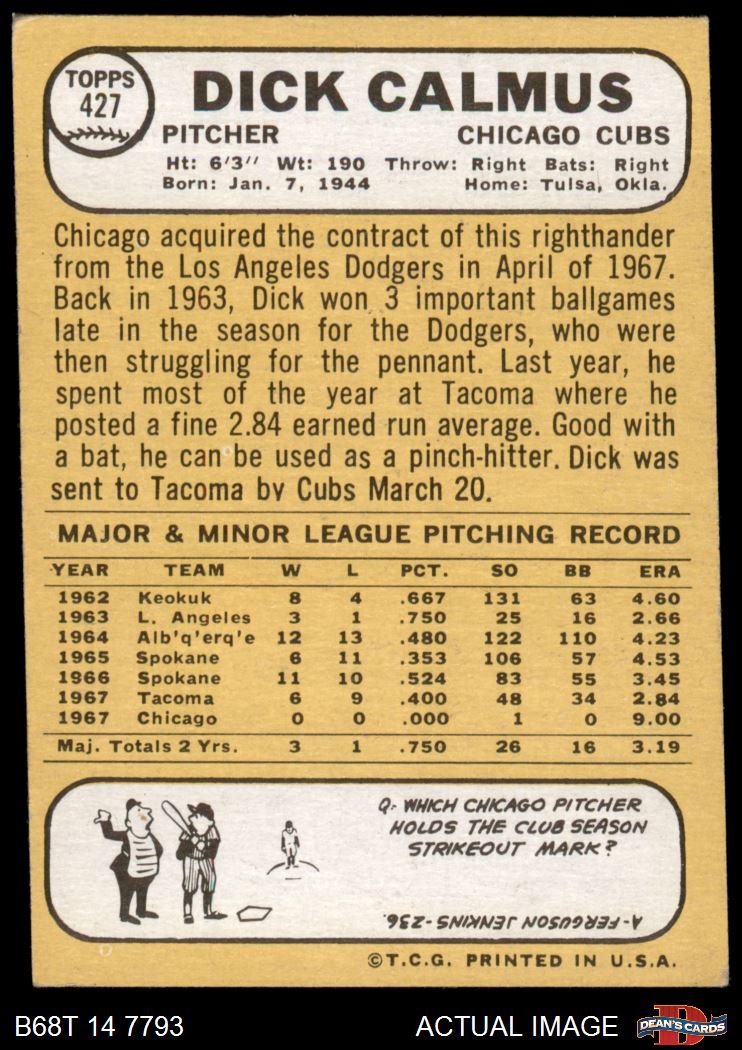 TOPPS
427
DICK CALMUS
PITCHER CHICAGO CUBS
Ht: 6'3" Wt: 190 Throw: Right Bats: Right
Born: Jan. 7, 1944 Home: Tulsa, Okla.
Chicago acquired the contract of this righthander
from the Los Angeles Dodgers in April of 1967.
Back in 1963, Dick won 3 important ballgames
late in the season for the Dodgers, who were
then struggling for the pennant. Last year, he
spent most of the year at Tacoma where he
posted a fine 2.84 earned run average. Good with
a bat, he can be used as a pinch-hitter. Dick was
sent to Tacoma by Cubs March 20.
MAJOR & MINOR LEAGUE PITCHING RECORD
YEAR TEAM W L PCT. SO BB ERA
1962 Keokuk 8 4 .667 131 63 4.60
1963 L. Angeles 3 1 .750 25 16 2.66
1964 Alb'q'erq'e 12 13 .480 122 110 4.23
1965 Spokane 6 11 .353 106 57 4.53
1966 Spokane 11 10 .524 83 55 3.45
1967 Tacoma 6 9 .400 48 34 2.84
1967 Chicago 0 0 .000 1 0 9.00
Maj. Totals 2 Yrs. 3 1 .750 26 16 3.19
Q- WHICH CHICAGO PITCHER
HOLDS THE CLUB SEASON
STRIKEOUT MARK?
A-FERGUSON JENKINS-236.
©T.C.G. PRINTED IN U.S.A.
B68T 14 7793 ACTUAL IMAGE DEAN'S CARDS